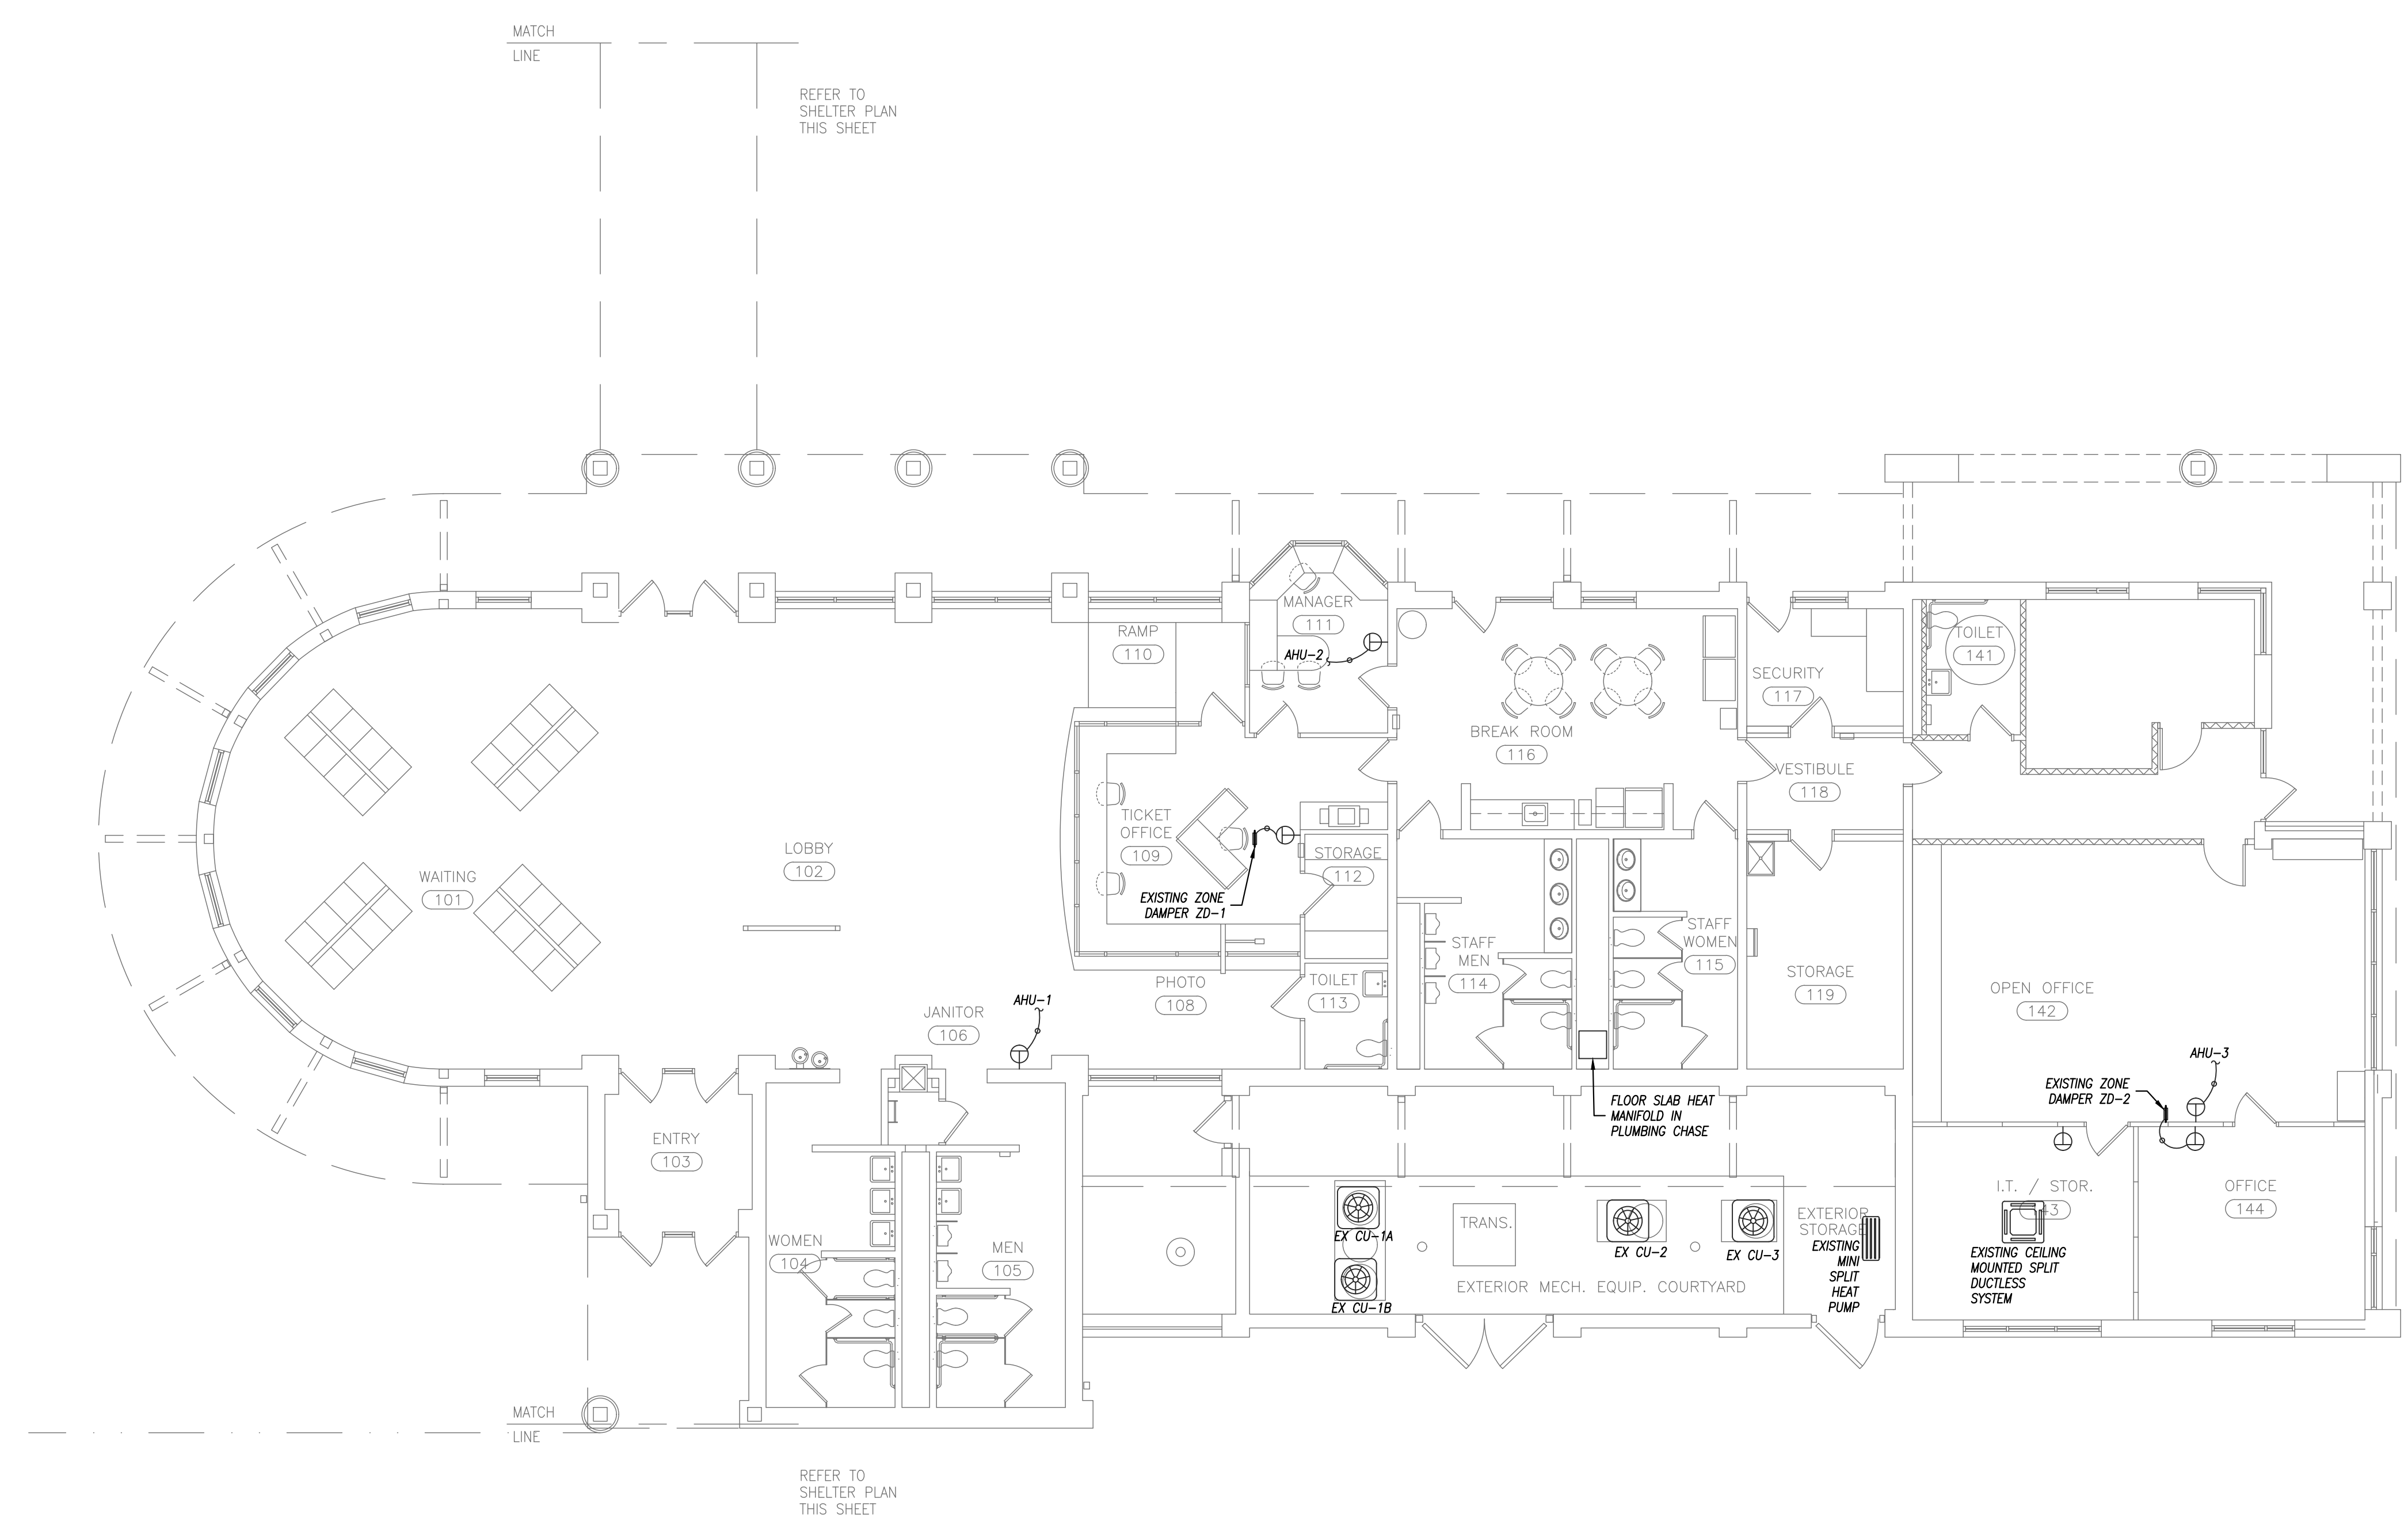 MATCH
LINE
REFER TO
SHELTER PLAN
THIS SHEET
MANAGER
111
RAMP
110
AHU-2
TOILET
141
SECURITY
117
BREAK ROOM
116
VESTIBULE
118
TICKET
OFFICE
109
LOBBY
102
STORAGE
112
WAITING
101
EXISTING ZONE
DAMPER ZD-1
STAFF
MEN
114
STAFF
WOMEN
115
STORAGE
119
OPEN OFFICE
142
PHOTO
108
TOILET
113
AHU-1
JANITOR
106
AHU-3
EXISTING ZONE
DAMPER ZD-2
FLOOR SLAB HEAT
MANIFOLD IN
PLUMBING CHASE
ENTRY
103
I.T. / STOR.
43
OFFICE
144
WOMEN
104
MEN
105
EX CU-1A
TRANS.
EX CU-2
EX CU-3
EXTERIOR
STORAGE
EXISTING
MINI
SPLIT
HEAT
PUMP
EXISTING CEILING
MOUNTED SPLIT
DUCTLESS
SYSTEM
EX CU-1B
EXTERIOR MECH. EQUIP. COURTYARD
MATCH
LINE
REFER TO
SHELTER PLAN
THIS SHEET